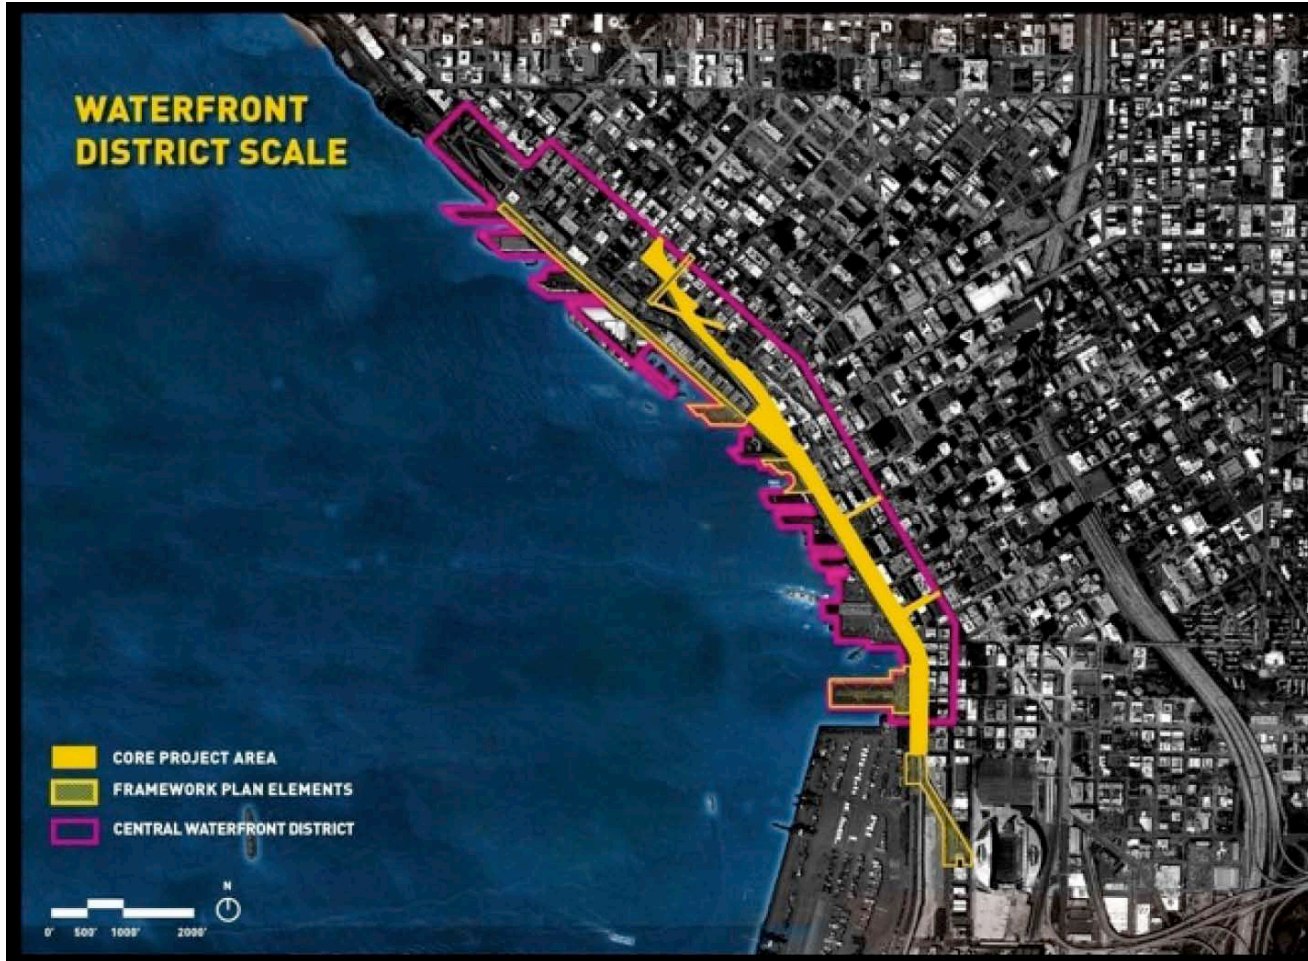 WATERFRONT
DISTRICT SCALE
CORE PROJECT AREA
FRAMEWORK PLAN ELEMENTS
CENTRAL WATERFRONT DISTRICT
N
0' 500' 1000' 2000'